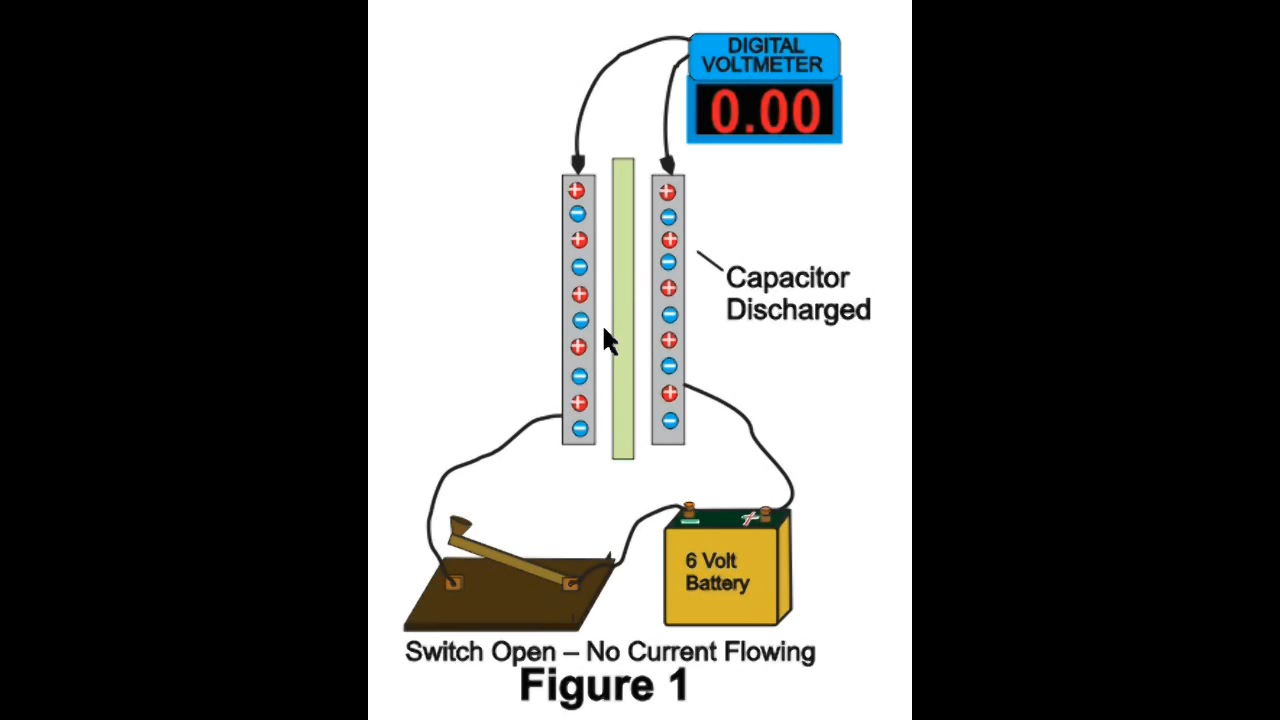 DIGITAL
VOLTMETER
0.00
Capacitor
Discharged
6 Volt
Battery
Switch Open – No Current Flowing
Figure 1